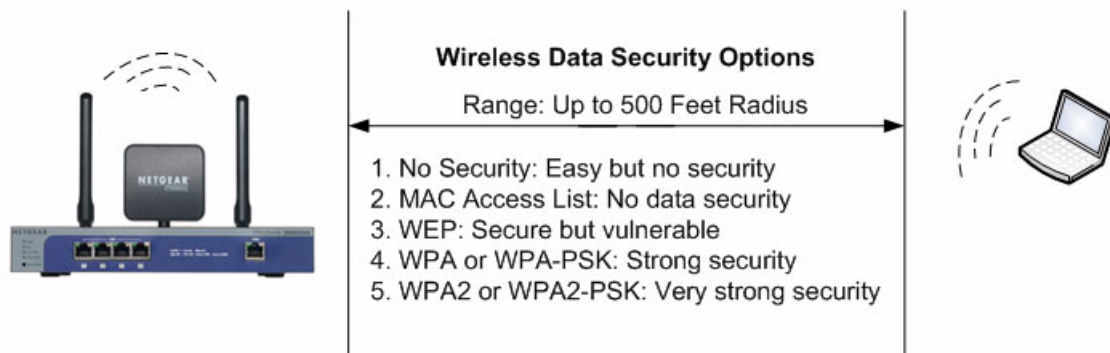 Wireless Data Security Options
Range: Up to 500 Feet Radius
1. No Security: Easy but no security
2. MAC Access List: No data security
3. WEP: Secure but vulnerable
4. WPA or WPA-PSK: Strong security
5. WPA2 or WPA2-PSK: Very strong security
NETGEAR
NETGEAR